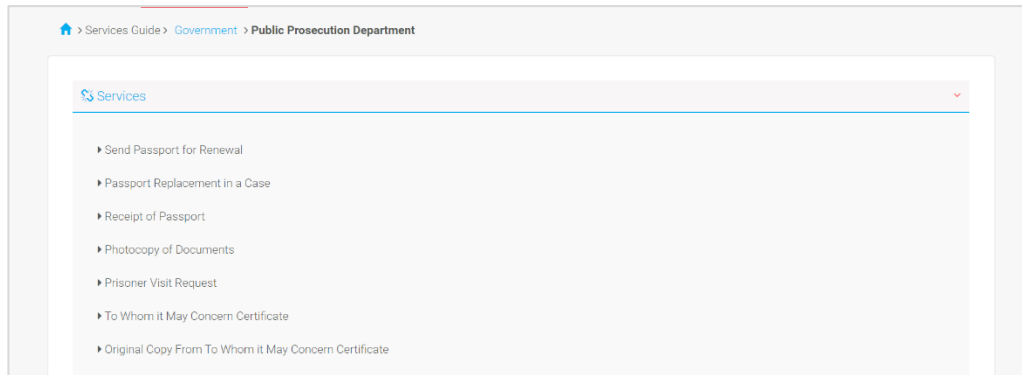 > Services Guide > Government > Public Prosecution Department
Services
Send Passport for Renewal
Passport Replacement in a Case
Receipt of Passport
Photocopy of Documents
Prisoner Visit Request
To Whom it May Concern Certificate
Original Copy From To Whom it May Concern Certificate